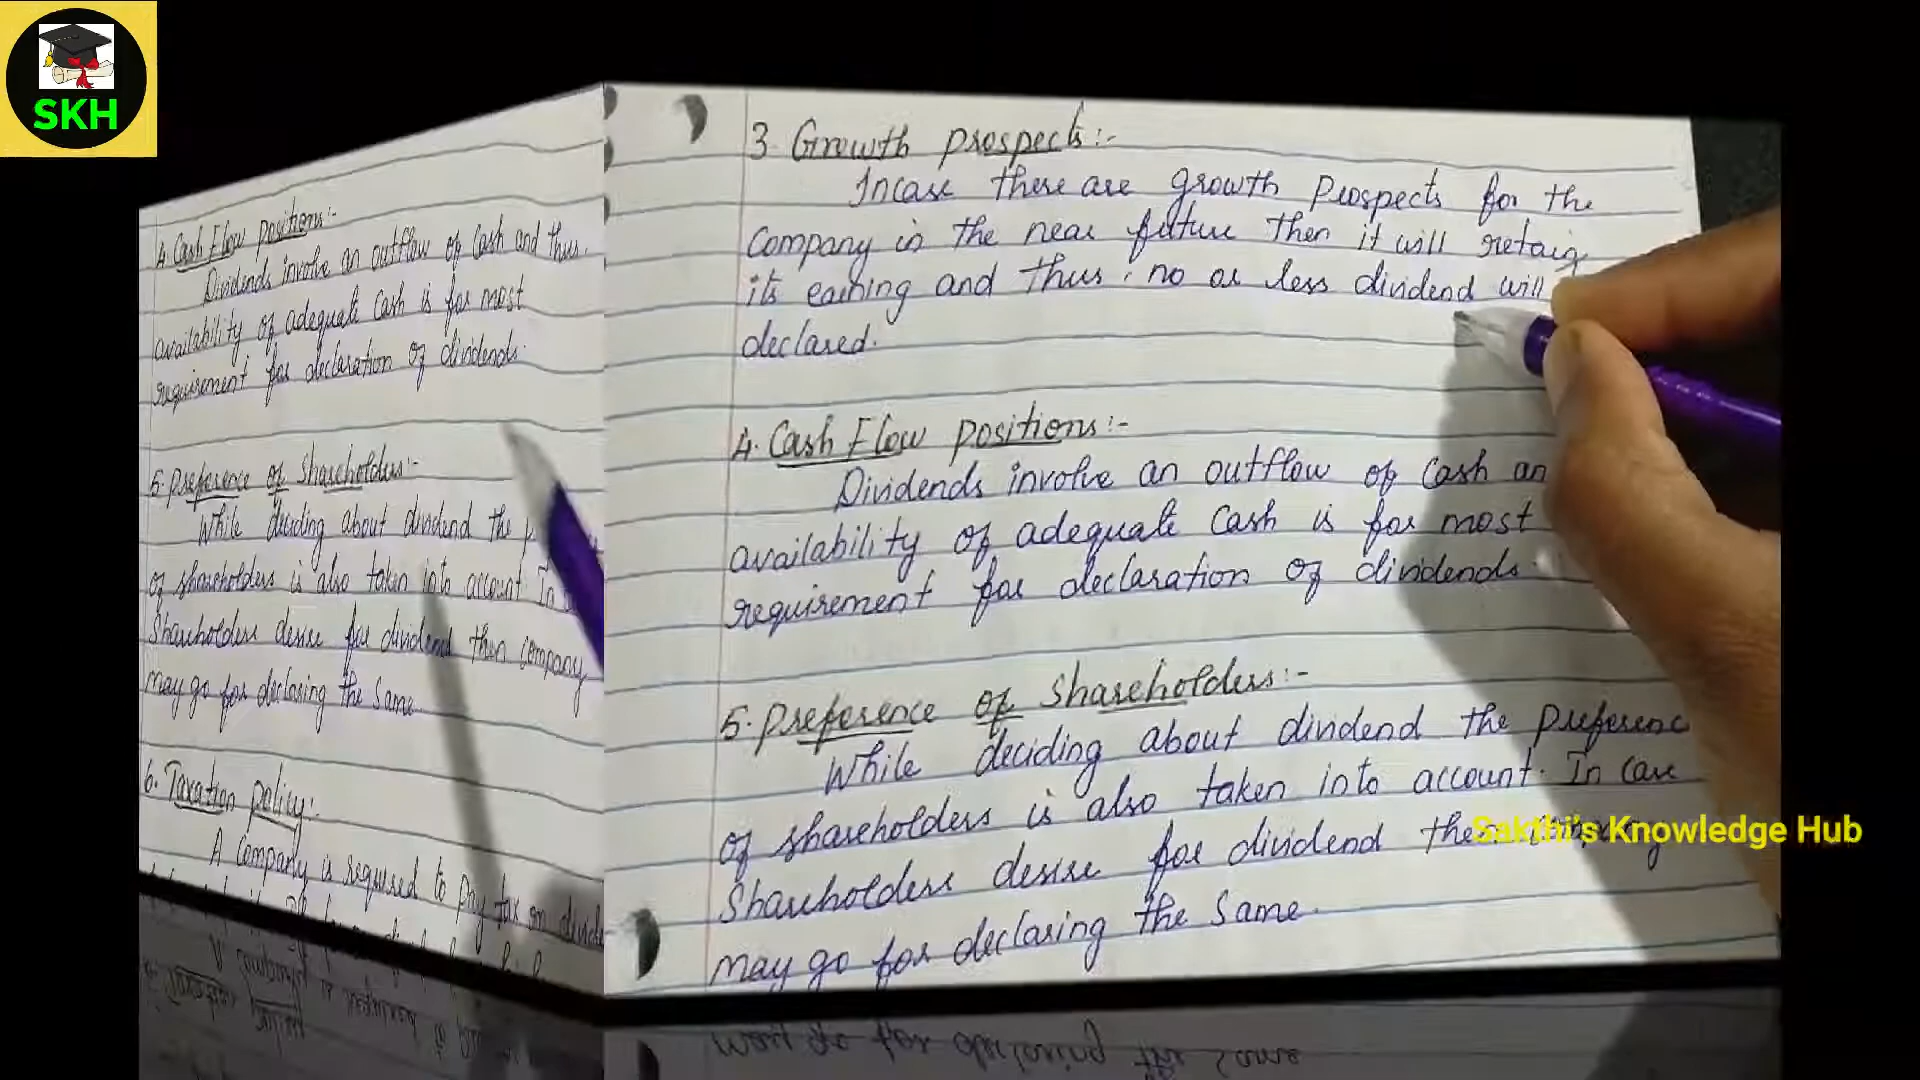 SKH
4. Cash Flow positions:-
Dividends involve an outflow of Cash and thus.
availability of adequate Cash is for most
requirement for declaration of dividends.
5. Preference of Shareholders:-
While deciding about dividend the
of shareholders is also taken into account. In
Shareholders desire for dividend then company
may go for declaring the Same
6. Taxation policy:-
A Company is required to pay tax on divide
3. Growth prospects:-
Incase there are growth prospects for the
Company in the near future then it will retain
its earning and thus, no or less dividend will
declared.
4. Cash Flow positions:-
Dividends involve an outflow of Cash an
availability of adequate Cash is for most
requirement for declaration of dividends.
5. Preference of Shareholders:-
While deciding about dividend the preferenc
of shareholders is also taken into account. In Case
Shareholders desire for dividend then
may go for declaring the Same.
Sakthi's Knowledge Hub